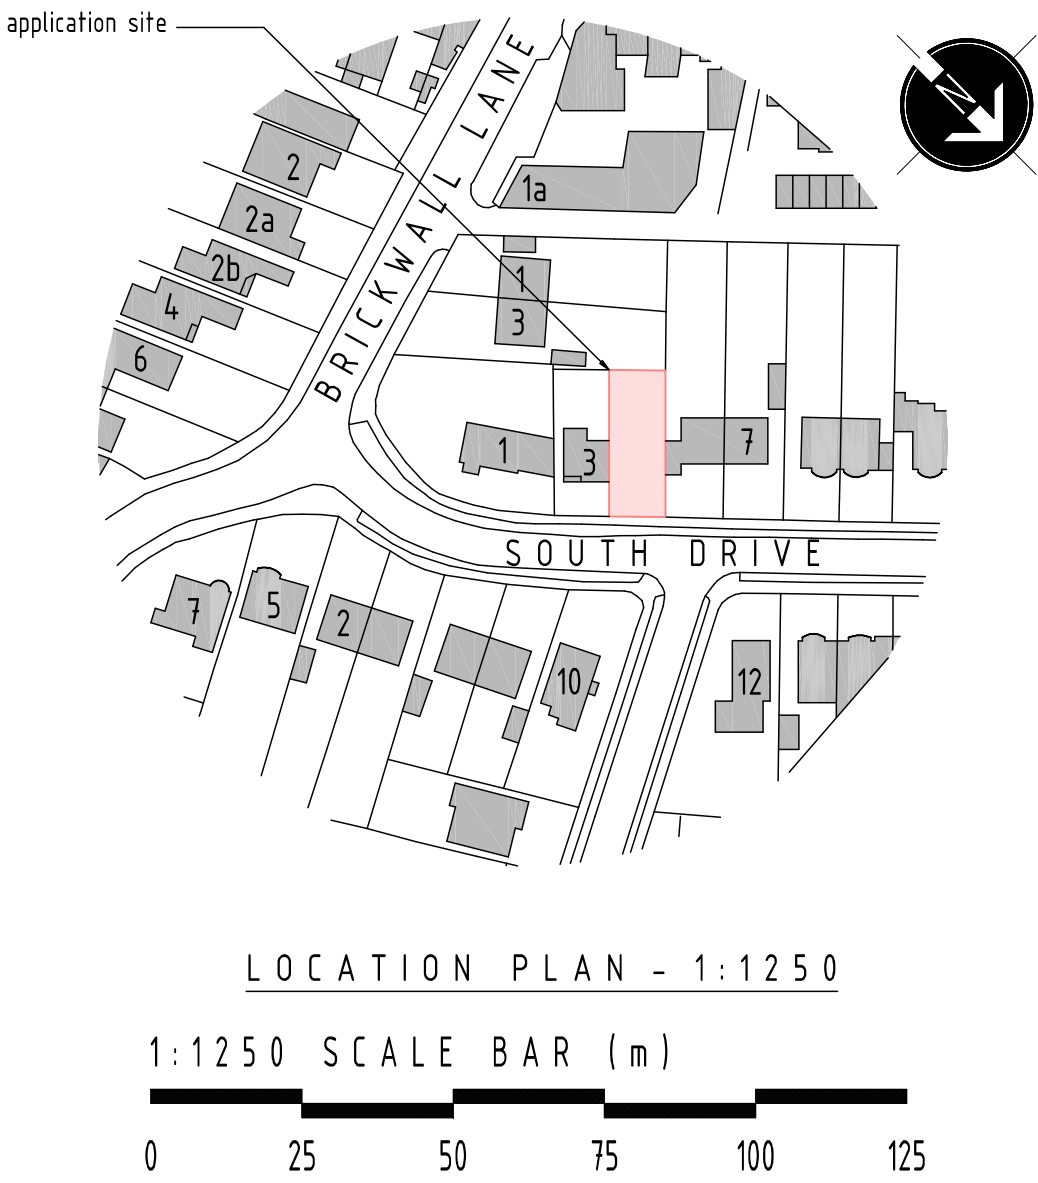 application site
BRICKWALL LANE
N
2
1a
2a
2b
1
4
3
6
1
3
7
SOUTH DRIVE
7
5
2
10
12
LOCATION PLAN - 1:1250
1:1250 SCALE BAR (m)
0 25 50 75 100 125